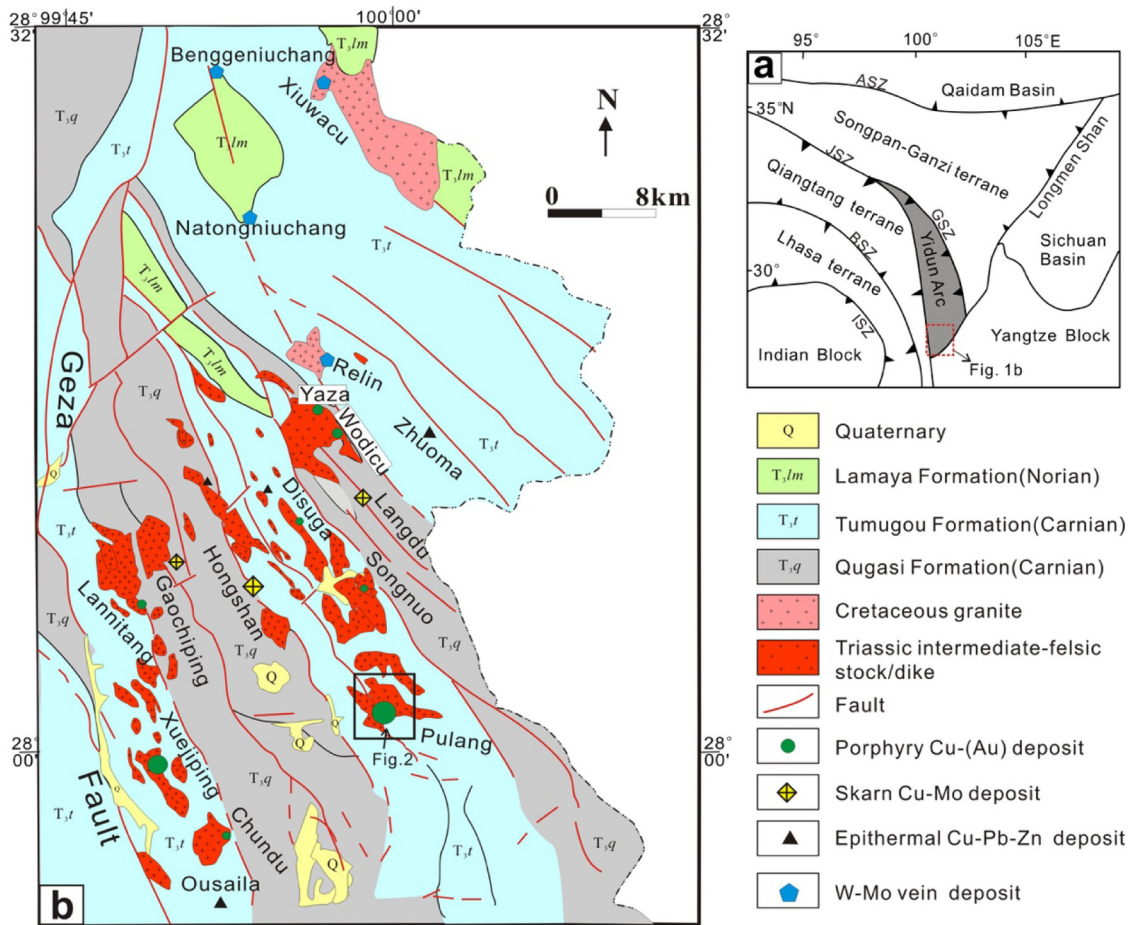 28°
32′
99°45′
100°00′
28°
32′
T₃lm
Benggeniuchang
Xiuwacu
T₃q
N
T₃lm
T₃t
T₃lm
0 8km
Natongniuchang
T₃t
T₃lm
T₃lm
Relin
Geza
T₃q
Yaza
Wodicu
Zhuoma
T₃t
Q
Disuga
Langdu
T₃t
Hongshan
Songnuo
Gaochiping
Lannitang
T₃q
T₃q
T₃q
Q
Pulang
Fig.2
Q
Q
Xuejiping
28°
00′
28°
00′
T₃q
Q
Fault
T₃t
T₃t
Chundu
T₃t
Q
T₃q
Ousaila
b
95°
100°
105°E
a
ASZ
Qaidam Basin
35°N
Songpan-Ganzi terrane
JSZ
Longmen Shan
Qiangtang terrane
GSZ
BSZ
Yidun Arc
Sichuan
Basin
Lhasa terrane
30°
ISZ
Yangtze Block
Indian Block
Fig. 1b
Q Quaternary
T₃lm Lamaya Formation(Norian)
T₃t Tumugou Formation(Carnian)
T₃q Qugasi Formation(Carnian)
Cretaceous granite
Triassic intermediate-felsic
stock/dike
Fault
Porphyry Cu-(Au) deposit
Skarn Cu-Mo deposit
Epithermal Cu-Pb-Zn deposit
W-Mo vein deposit